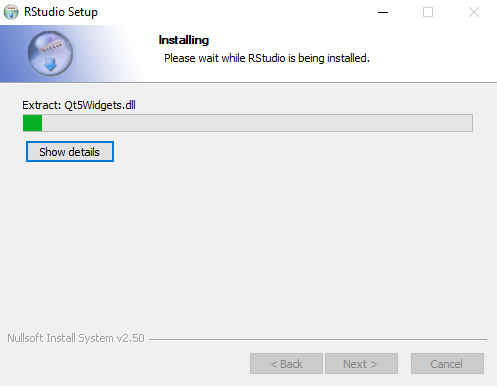 RStudio Setup
Installing
Please wait while RStudio is being installed.
Extract: Qt5Widgets.dll
Show details
Nullsoft Install System v2.50
< Back
Next >
Cancel